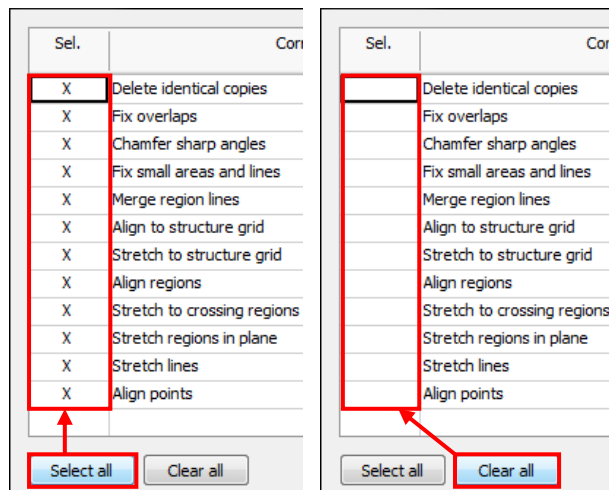 Sel. Corr
X Delete identical copies
X Fix overlaps
X Chamfer sharp angles
X Fix small areas and lines
X Merge region lines
X Align to structure grid
X Stretch to structure grid
X Align regions
X Stretch to crossing regions
X Stretch regions in plane
X Stretch lines
X Align points
Select all Clear all
Sel. Cor
Delete identical copies
Fix overlaps
Chamfer sharp angles
Fix small areas and lines
Merge region lines
Align to structure grid
Stretch to structure grid
Align regions
Stretch to crossing regions
Stretch regions in plane
Stretch lines
Align points
Select all Clear all